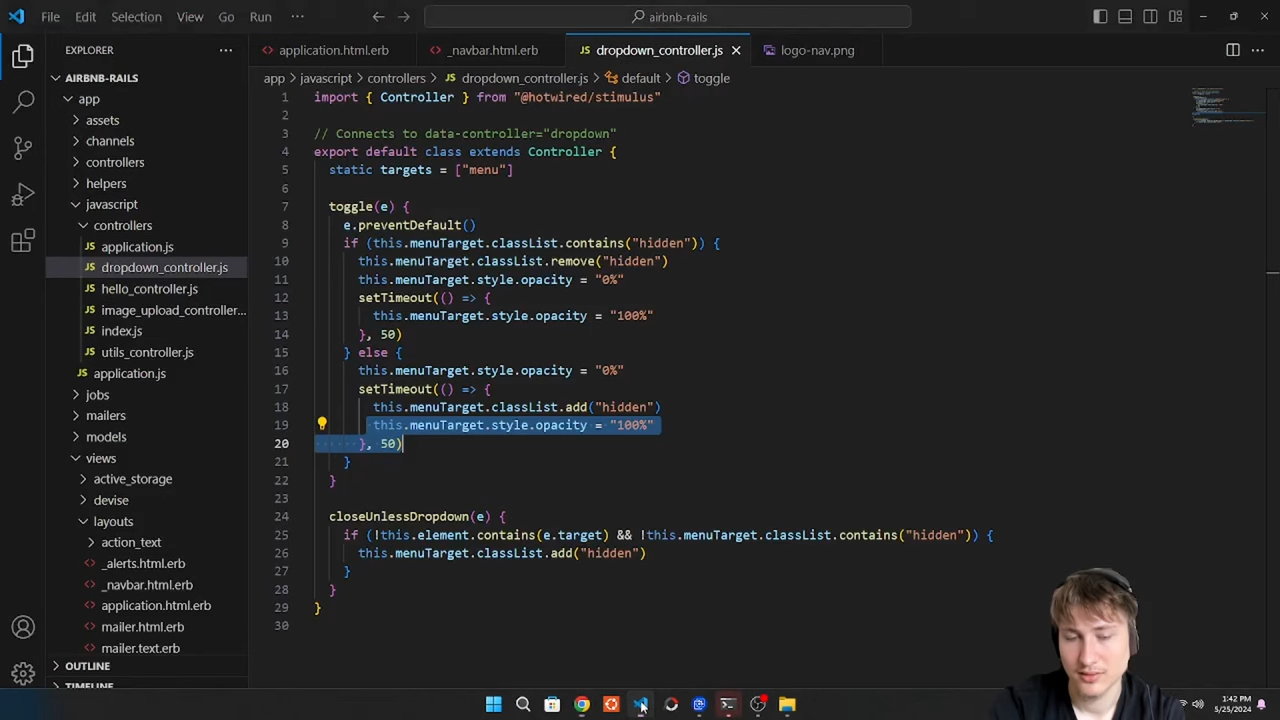 File Edit Selection View Go Run ···
airbnb-rails
EXPLORER
application.html.erb
_navbar.html.erb
JS dropdown_controller.js
logo-nav.png
AIRBNB-RAILS
app
assets
channels
controllers
helpers
javascript
controllers
JS application.js
JS dropdown_controller.js
JS hello_controller.js
JS image_upload_controller...
JS index.js
JS utils_controller.js
JS application.js
jobs
mailers
models
views
active_storage
devise
layouts
action_text
_alerts.html.erb
_navbar.html.erb
application.html.erb
mailer.html.erb
mailer.text.erb
OUTLINE
TIMELINE
app > javascript > controllers > JS dropdown_controller.js > default > toggle
1 import { Controller } from "@hotwired/stimulus"
2
3 // Connects to data-controller="dropdown"
4 export default class extends Controller {
5 static targets = ["menu"]
6
7 toggle(e) {
8 e.preventDefault()
9 if (this.menuTarget.classList.contains("hidden")) {
10 this.menuTarget.classList.remove("hidden")
11 this.menuTarget.style.opacity = "0%"
12 setTimeout(() => {
13 this.menuTarget.style.opacity = "100%"
14 }, 50)
15 } else {
16 this.menuTarget.style.opacity = "0%"
17 setTimeout(() => {
18 this.menuTarget.classList.add("hidden")
19 this.menuTarget.style.opacity = "100%"
20 }, 50)
21 }
22 }
23
24 closeUnlessDropdown(e) {
25 if (!this.element.contains(e.target) && !this.menuTarget.classList.contains("hidden")) {
26 this.menuTarget.classList.add("hidden")
27 }
28 }
29 }
30
1:42 PM
5/25/2024